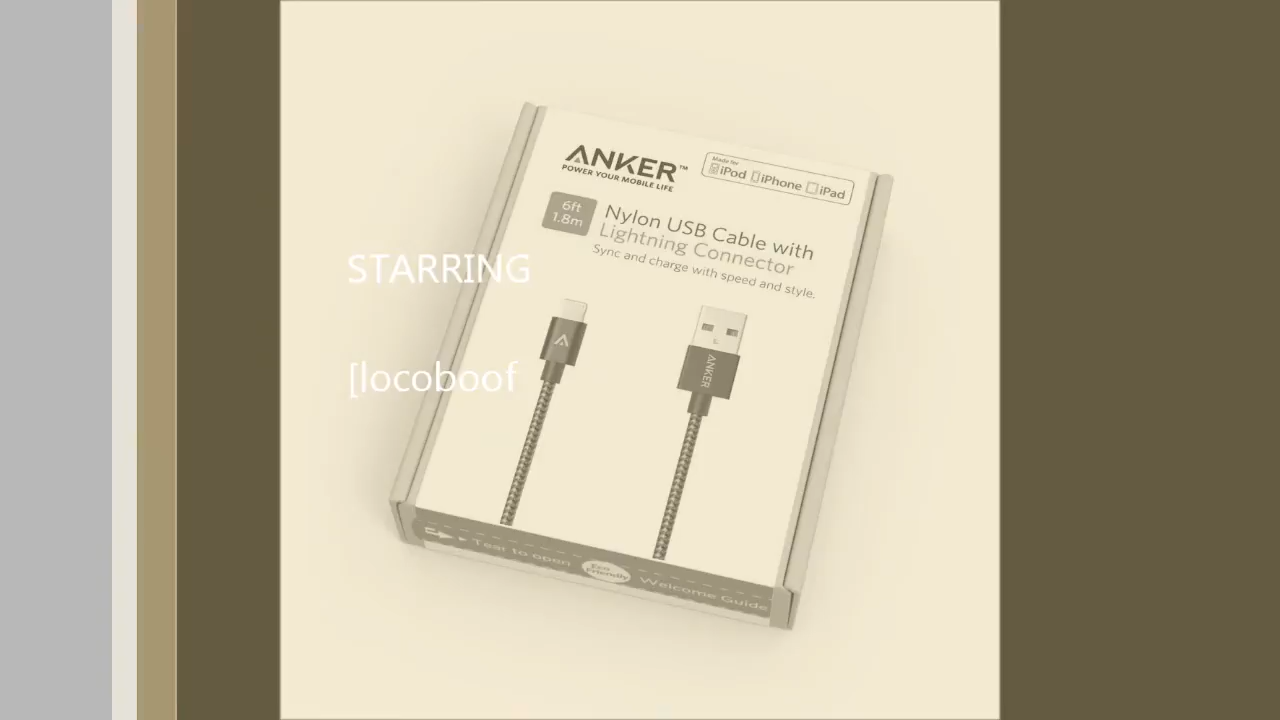 ANKER™
POWER YOUR MOBILE LIFE
Made for
iPod iPhone iPad
6ft
1.8m
Nylon USB Cable with
Lightning Connector
Sync and charge with speed and style.
STARRING
[locoboof
ANKER
Tear to open
Eco
Friendly
Welcome Guide